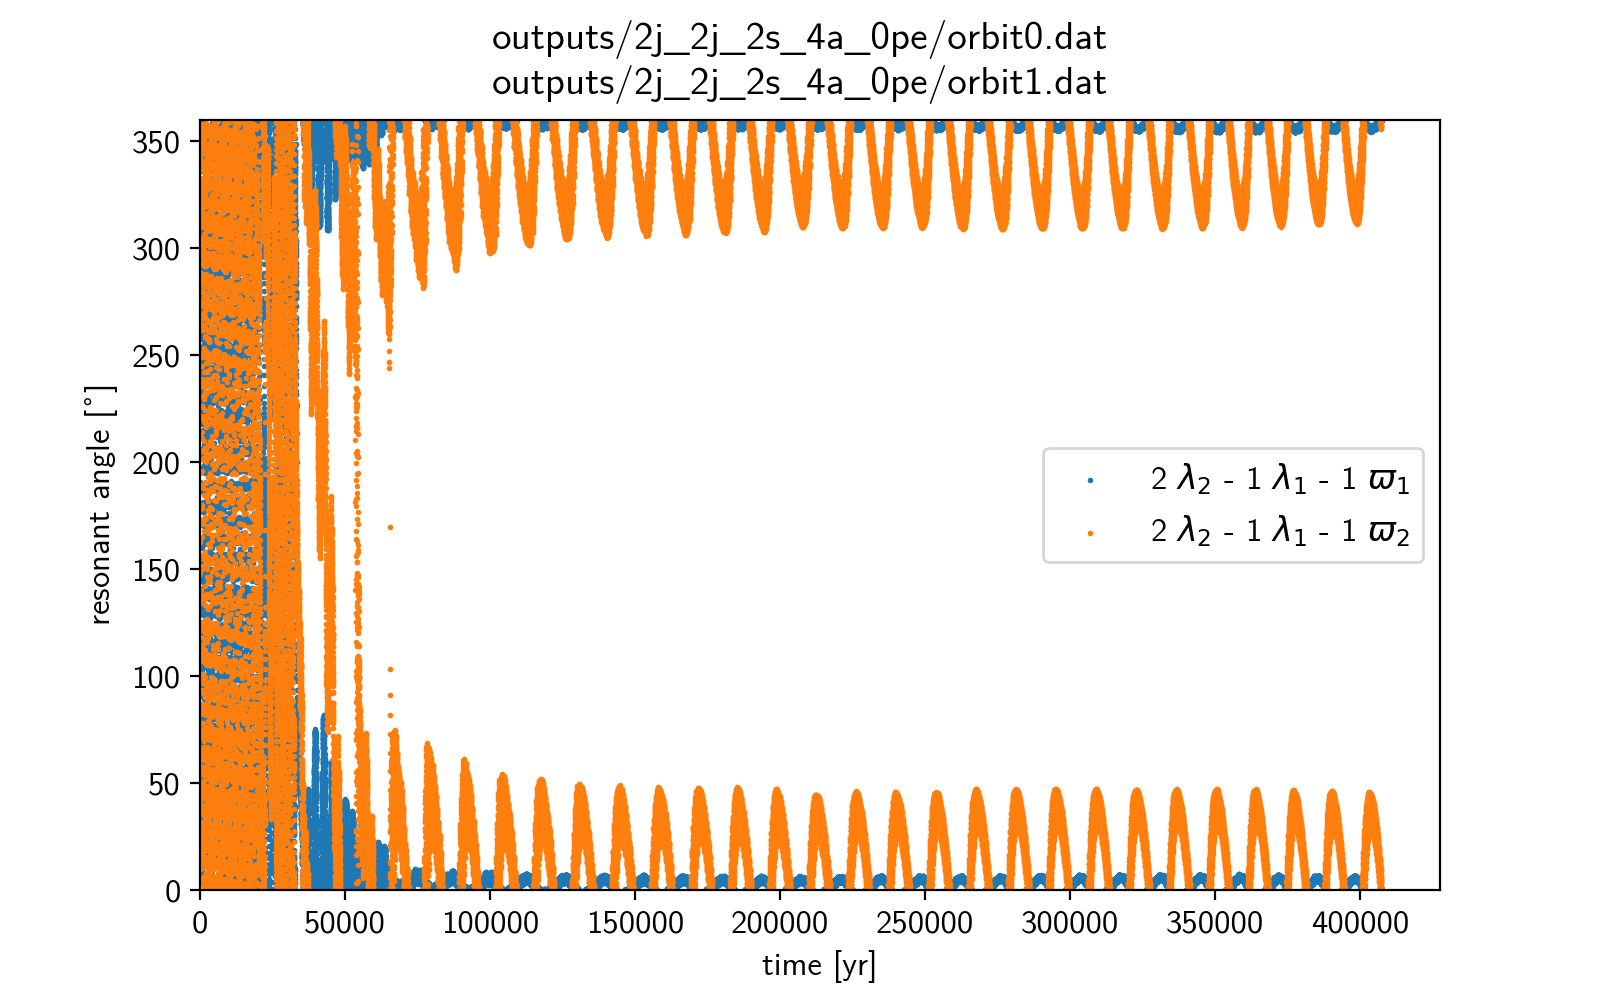 outputs/2j_2j_2s_4a_0pe/orbit0.dat
outputs/2j_2j_2s_4a_0pe/orbit1.dat
350
300
250
200
150
100
50
0
resonant angle [°]
2 λ₂ - 1 λ₁ - 1 ϖ₁
2 λ₂ - 1 λ₁ - 1 ϖ₂
0 50000 100000 150000 200000 250000 300000 350000 400000
time [yr]